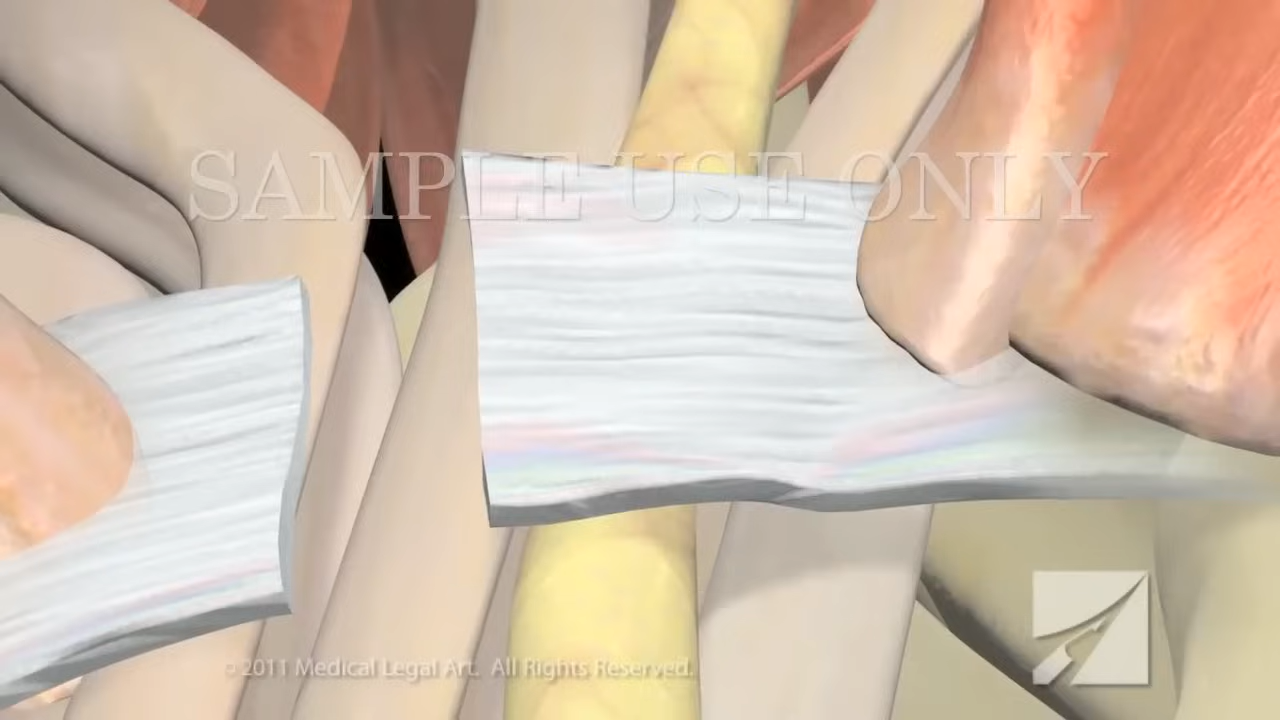 SAMPLE USE ONLY
© 2011 Medical Legal Art. All Rights Reserved.